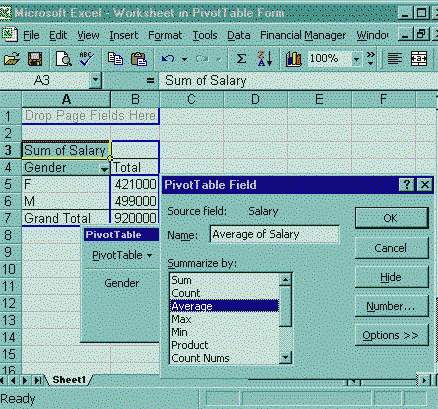 Microsoft Excel - Worksheet in PivotTable Form
File Edit View Insert Format Tools Data Financial Manager Window
100%
A3 = Sum of Salary
A B C D E F
1 Drop Page Fields Here
2
3 Sum of Salary
4 Gender Total
5 F 421000
6 M 499000
7 Grand Total 920000
8
9
10
11
12
13
14
15
16
PivotTable
PivotTable
Gender
PivotTable Field
Source field: Salary
Name: Average of Salary
Summarize by:
Sum
Count
Average
Max
Min
Product
Count Nums
OK
Cancel
Hide
Number...
Options >>
Sheet1
Ready